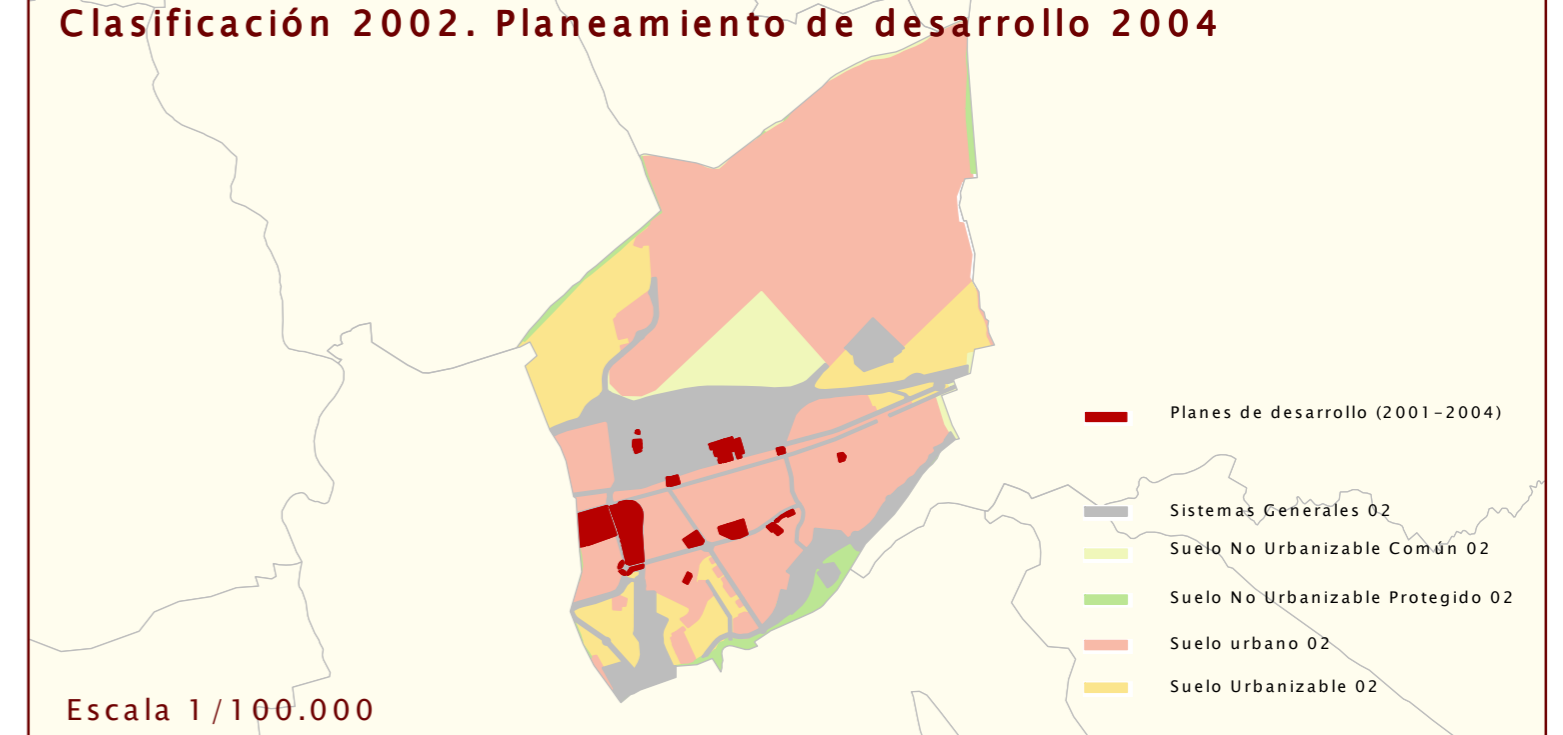 Clasificación 2002. Planeamiento de desarrollo 2004
Planes de desarrollo (2001-2004)
Sistemas Generales 02
Suelo No Urbanizable Común 02
Suelo No Urbanizable Protegido 02
Suelo urbano 02
Suelo Urbanizable 02
Escala 1/100.000